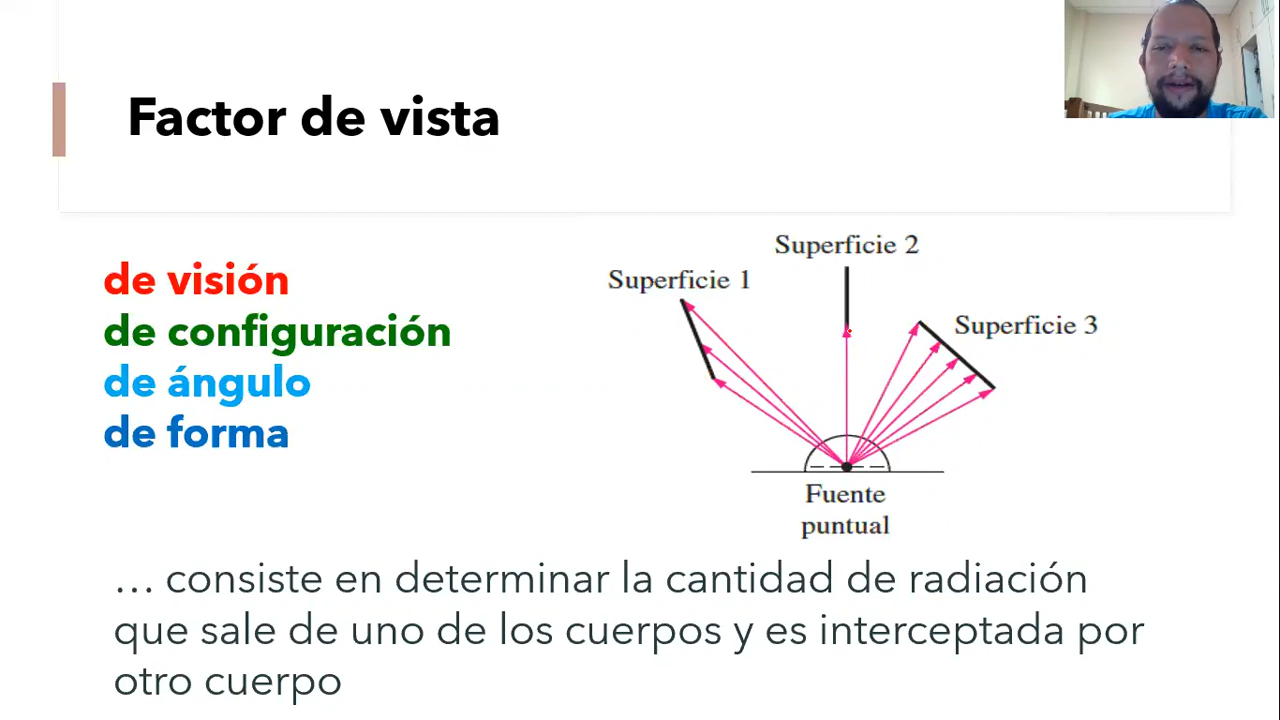 Factor de vista
de visión
de configuración
de ángulo
de forma
Superficie 2
Superficie 1
Superficie 3
Fuente
puntual
… consiste en determinar la cantidad de radiación
que sale de uno de los cuerpos y es interceptada por
otro cuerpo